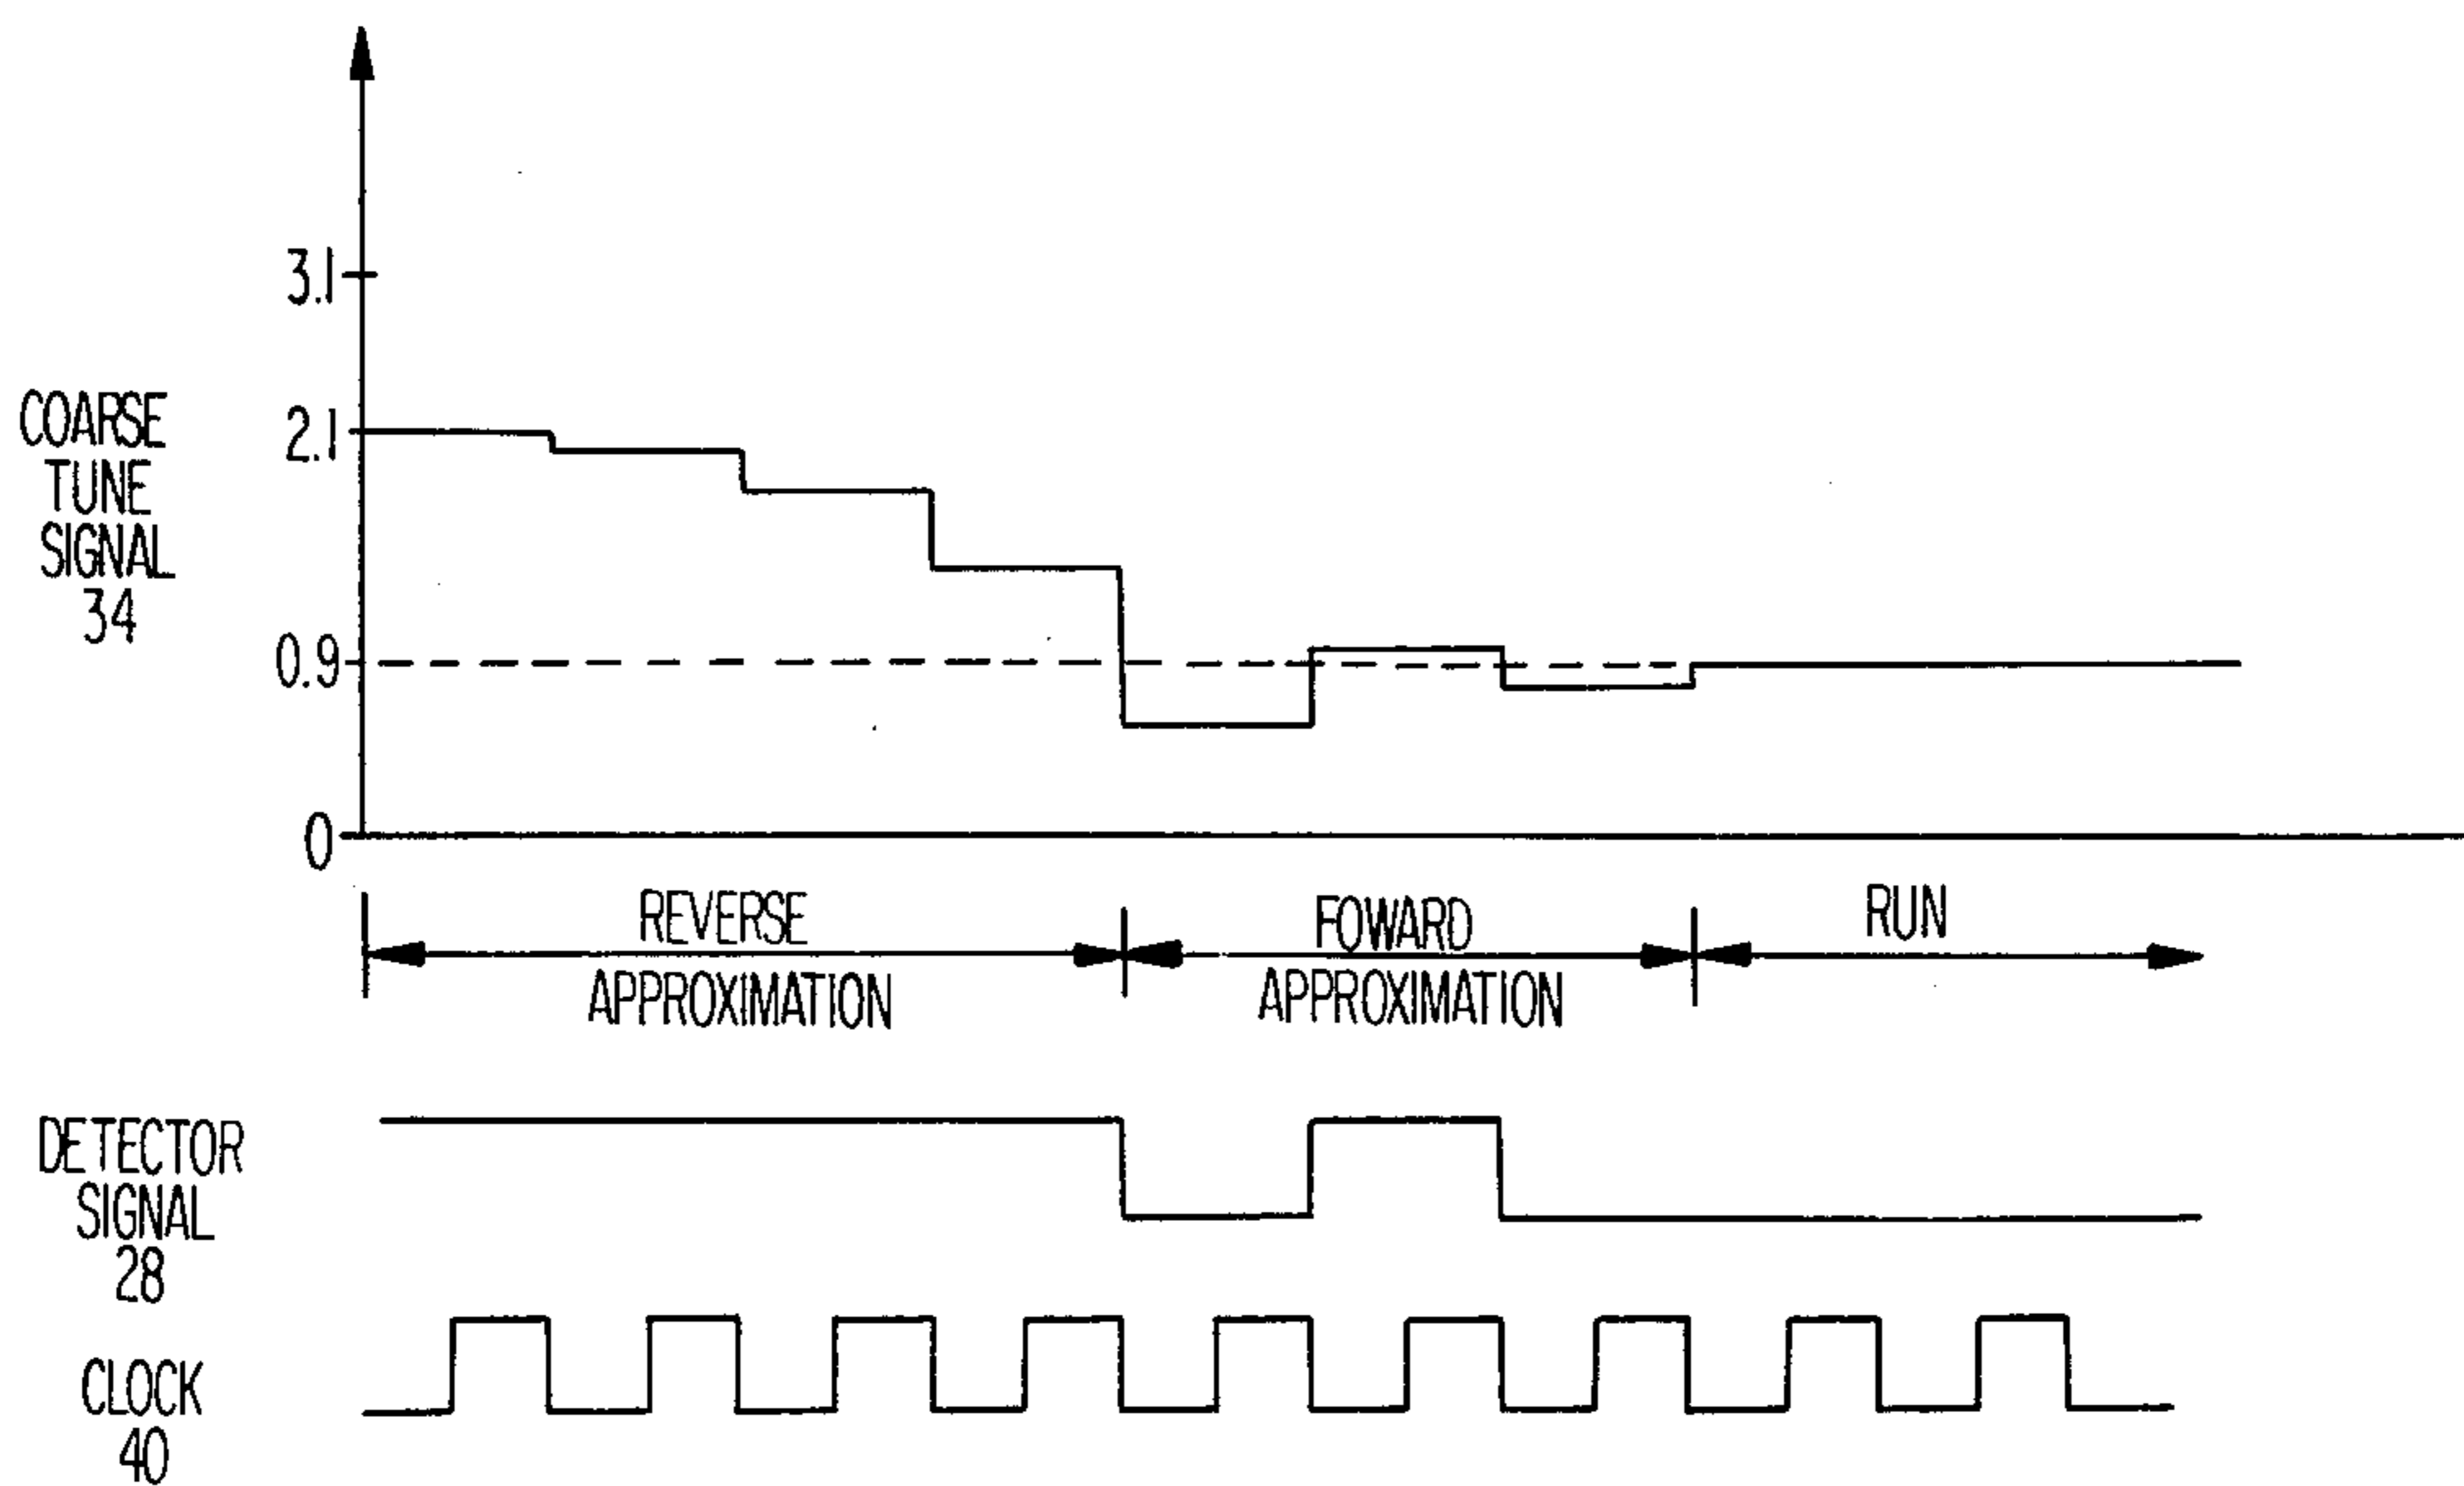 3.1
2.1
COARSE
TUNE
SIGNAL
34
0.9
0
REVERSE
APPROXIMATION
FOWARD
APPROXIMATION
RUN
DETECTOR
SIGNAL
28
CLOCK
40